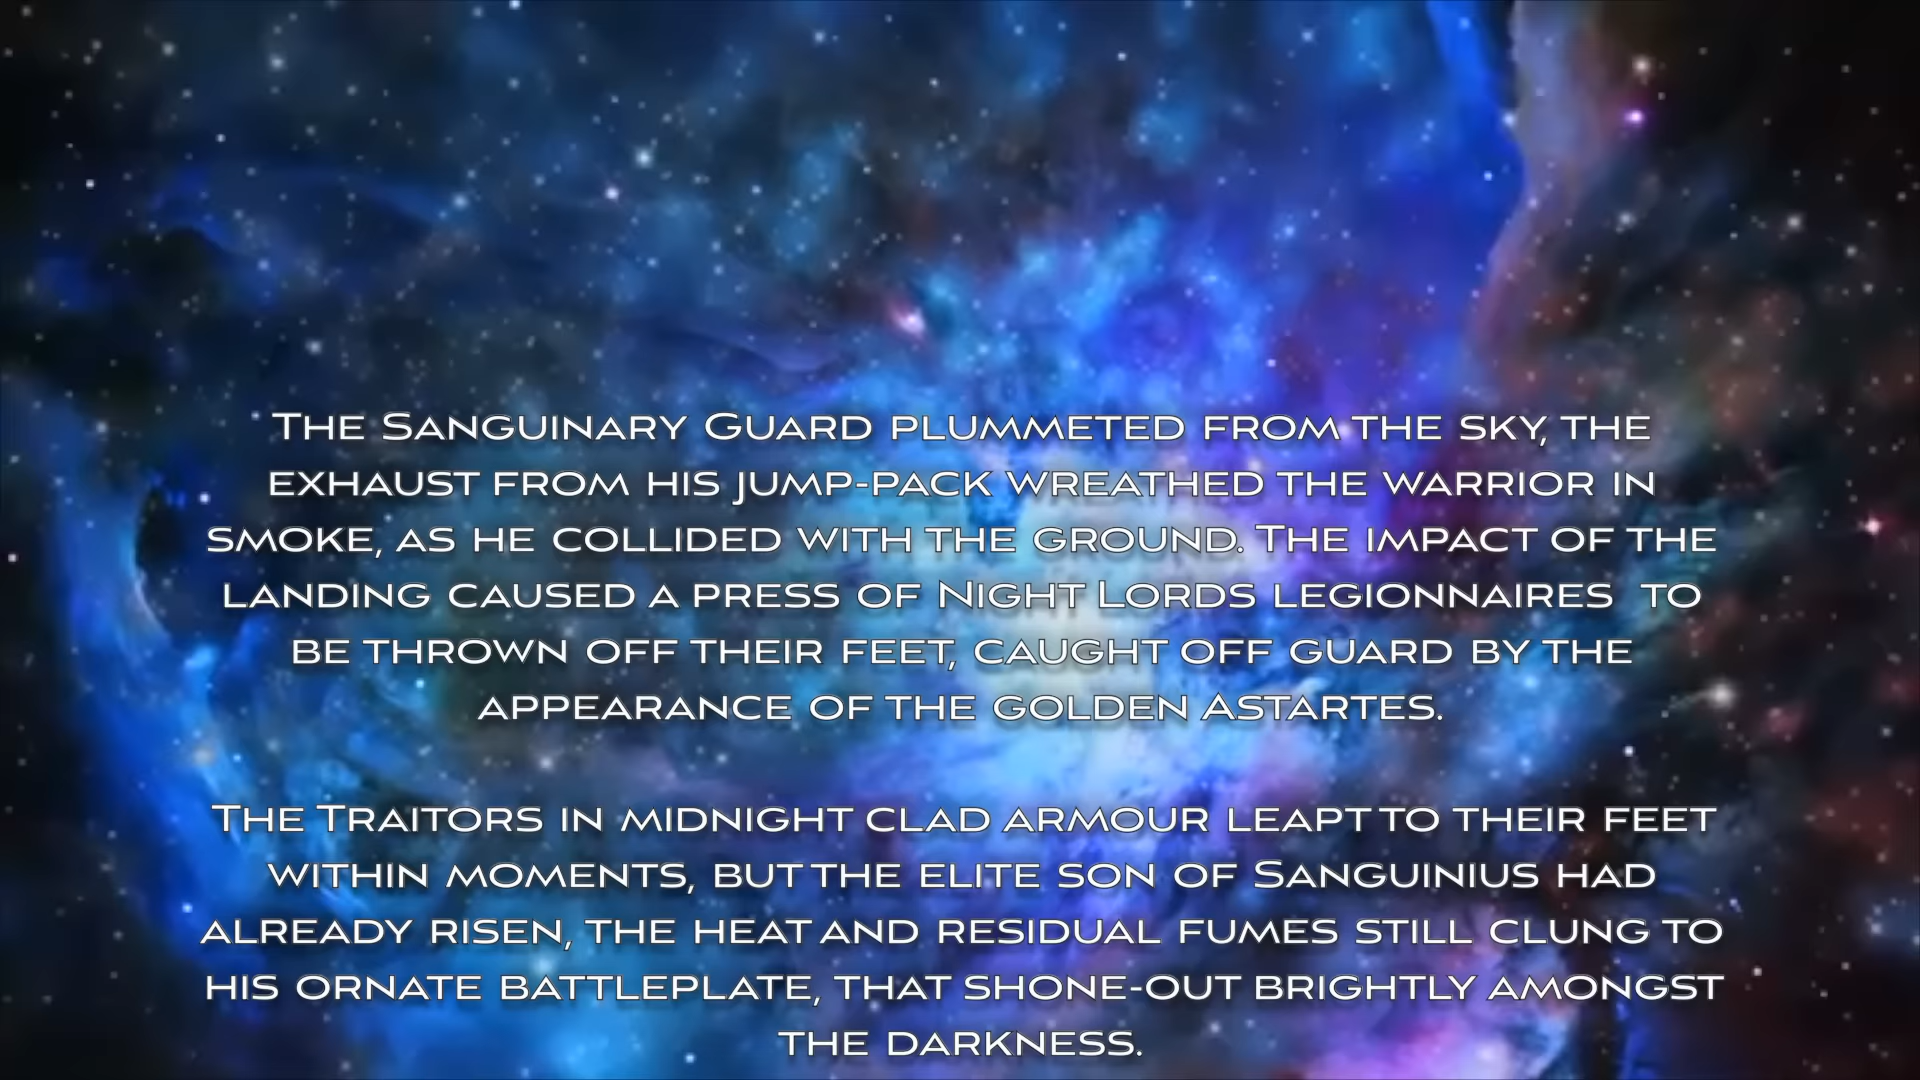 The Sanguinary Guard plummeted from the sky, the
exhaust from his jump-pack wreathed the warrior in
smoke, as he collided with the ground. The impact of the
landing caused a press of Night Lords legionnaires to
be thrown off their feet, caught off guard by the
appearance of the golden Astartes.
The Traitors in midnight clad armour leapt to their feet
within moments, but the elite son of Sanguinius had
already risen, the heat and residual fumes still clung to
his ornate battleplate, that shone-out brightly amongst
the darkness.